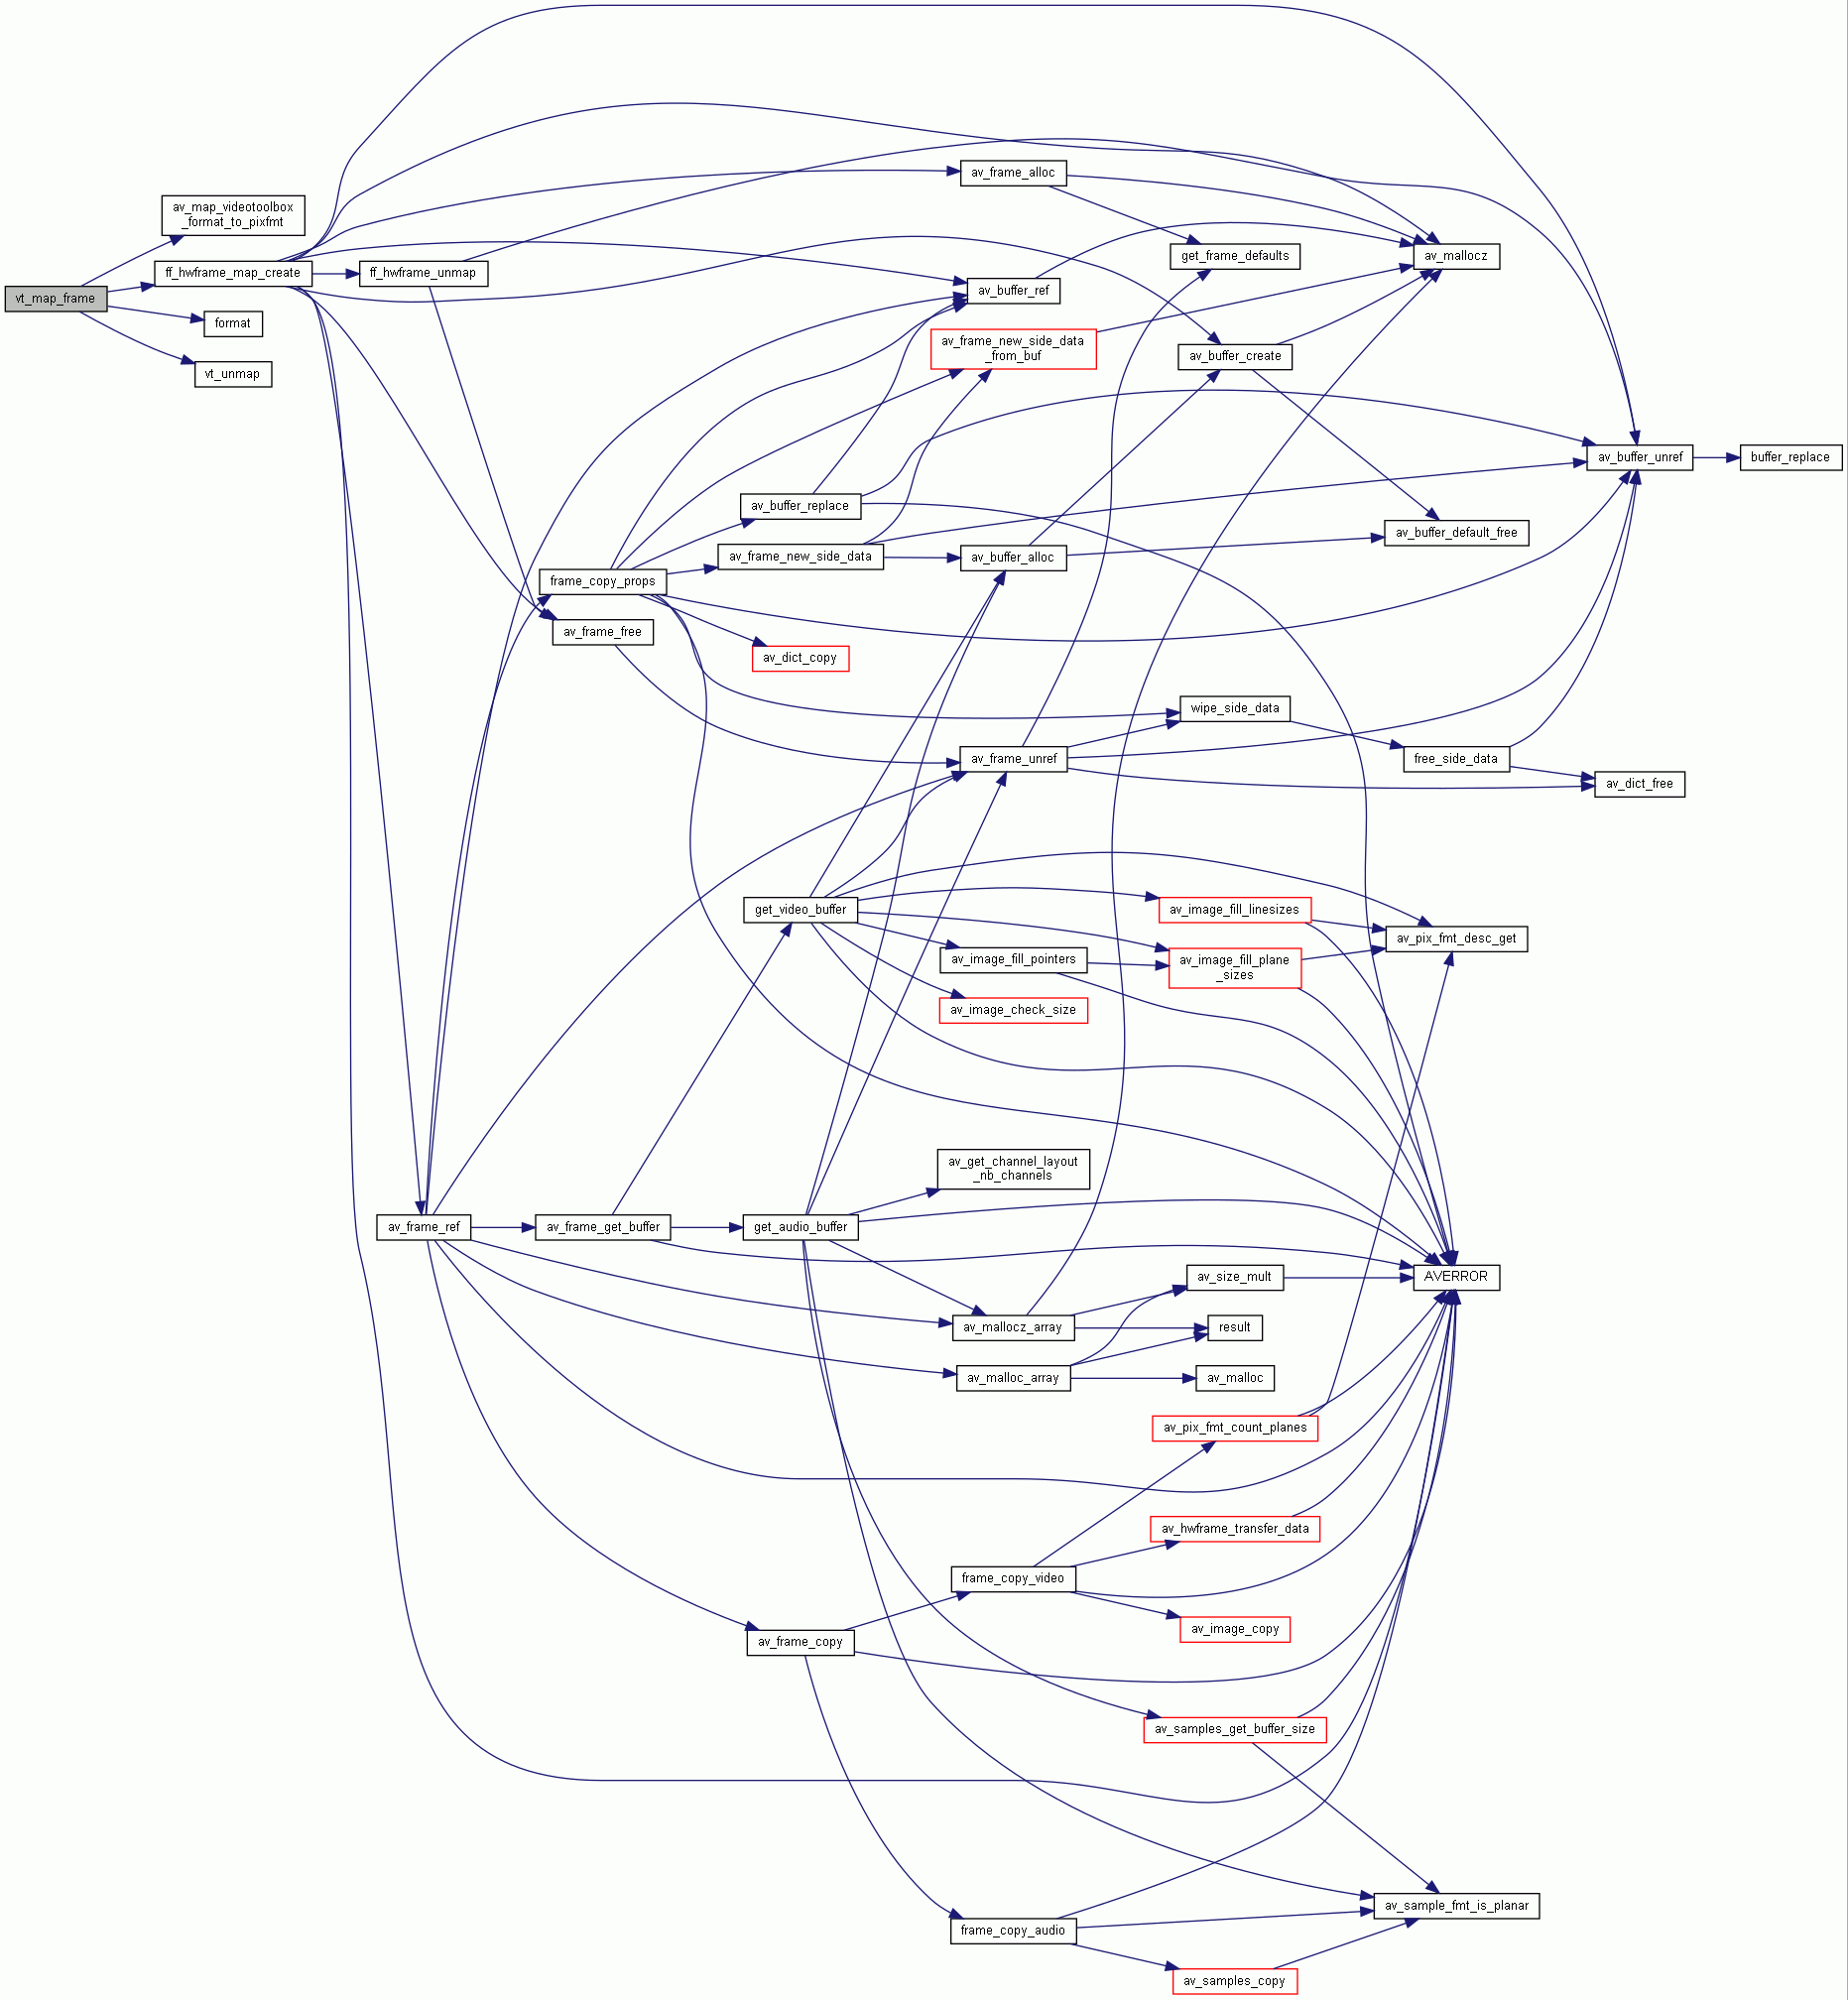 av_map_videotoolbox
_format_to_pixfmt
ff_hwframe_map_create
vt_map_frame
format
vt_unmap
ff_hwframe_unmap
av_frame_alloc
get_frame_defaults
av_mallocz
av_buffer_ref
av_frame_new_side_data
_from_buf
av_buffer_create
av_buffer_unref
buffer_replace
av_buffer_replace
av_buffer_default_free
av_frame_new_side_data
av_buffer_alloc
frame_copy_props
av_frame_free
av_dict_copy
wipe_side_data
av_frame_unref
free_side_data
av_dict_free
get_video_buffer
av_image_fill_linesizes
av_pix_fmt_desc_get
av_image_fill_pointers
av_image_fill_plane
_sizes
av_image_check_size
av_get_channel_layout
_nb_channels
av_frame_ref
av_frame_get_buffer
get_audio_buffer
av_size_mult
AVERROR
av_mallocz_array
result
av_malloc_array
av_malloc
av_pix_fmt_count_planes
av_hwframe_transfer_data
frame_copy_video
av_image_copy
av_frame_copy
av_samples_get_buffer_size
av_sample_fmt_is_planar
frame_copy_audio
av_samples_copy